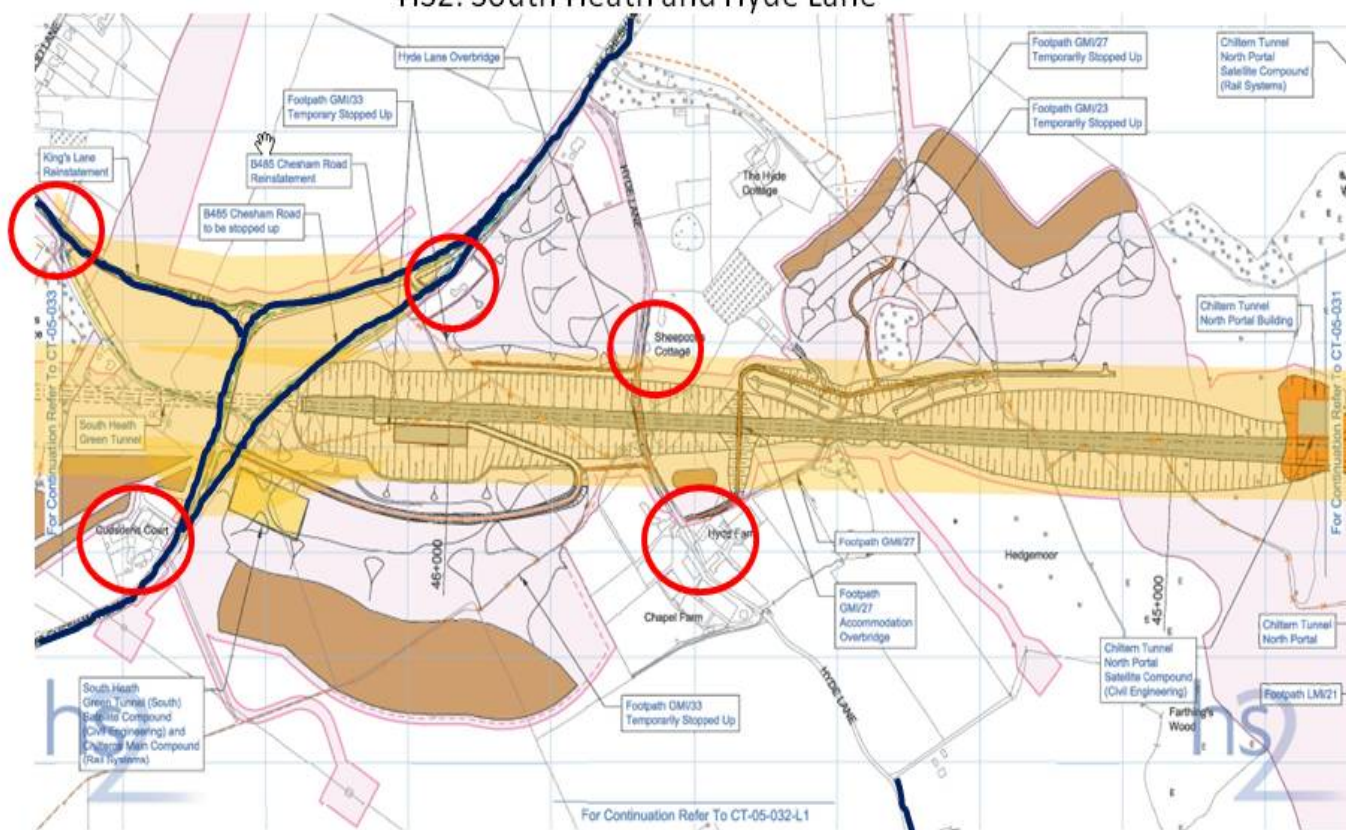 HS2: South Heath and Hyde Lane
Hyde Lane Overbridge
Footpath GMI/27
Temporarily Stopped Up
Chiltern Tunnel
North Portal
Satellite Compound
(Rail Systems)
Footpath GMI/33
Temporary Stopped Up
Footpath GMI/23
Temporarily Stopped Up
King's Lane
Reinstatement
B485 Chesham Road
Reinstatement
HYDE LANE
The Hyde
Cottage
B485 Chesham Road
to be stopped up
For Continuation Refer To CT-05-033
Chiltern Tunnel
North Portal Building
For Continuation Refer To CT-05-031
Cottage
South Heath
Green Tunnel
Court
Hyde Farm
Footpath GMI/27
Hedgemoor
46+000
45+000
Footpath
GMI/27
Accommodation
Overbridge
Chapel Farm
Chiltern Tunnel
North Portal
Chiltern Tunnel
North Portal
Satellite Compound
(Civil Engineering)
HYDE LANE
South Heath
Green Tunnel (South)
Satellite Compound
(Civil Engineering) and
Chilterns Main Compound
(Rail Systems)
Footpath GMI/33
Temporarily Stopped Up
Footpath LMI/21
Farthing's
Wood
hs2
hs2
For Continuation Refer To CT-05-032-L1